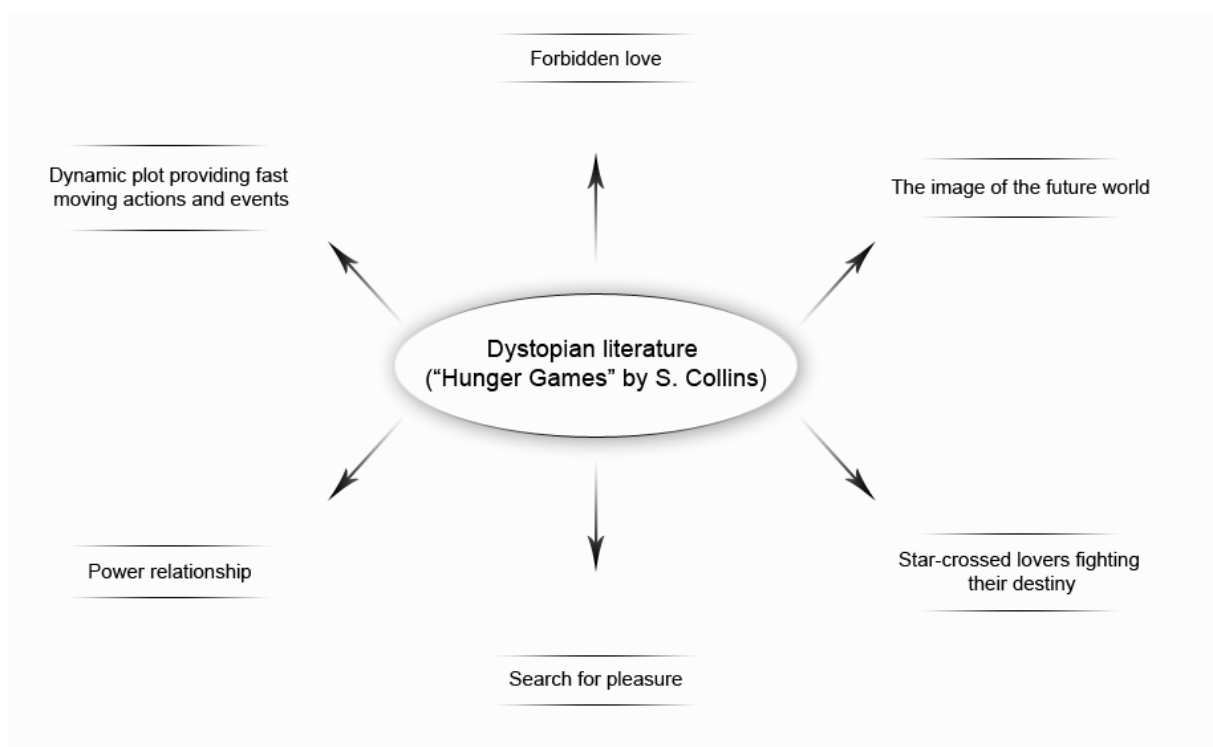 Forbidden love
Dynamic plot providing fast
moving actions and events
The image of the future world
Dystopian literature
(“Hunger Games” by S. Collins)
Power relationship
Star-crossed lovers fighting
their destiny
Search for pleasure